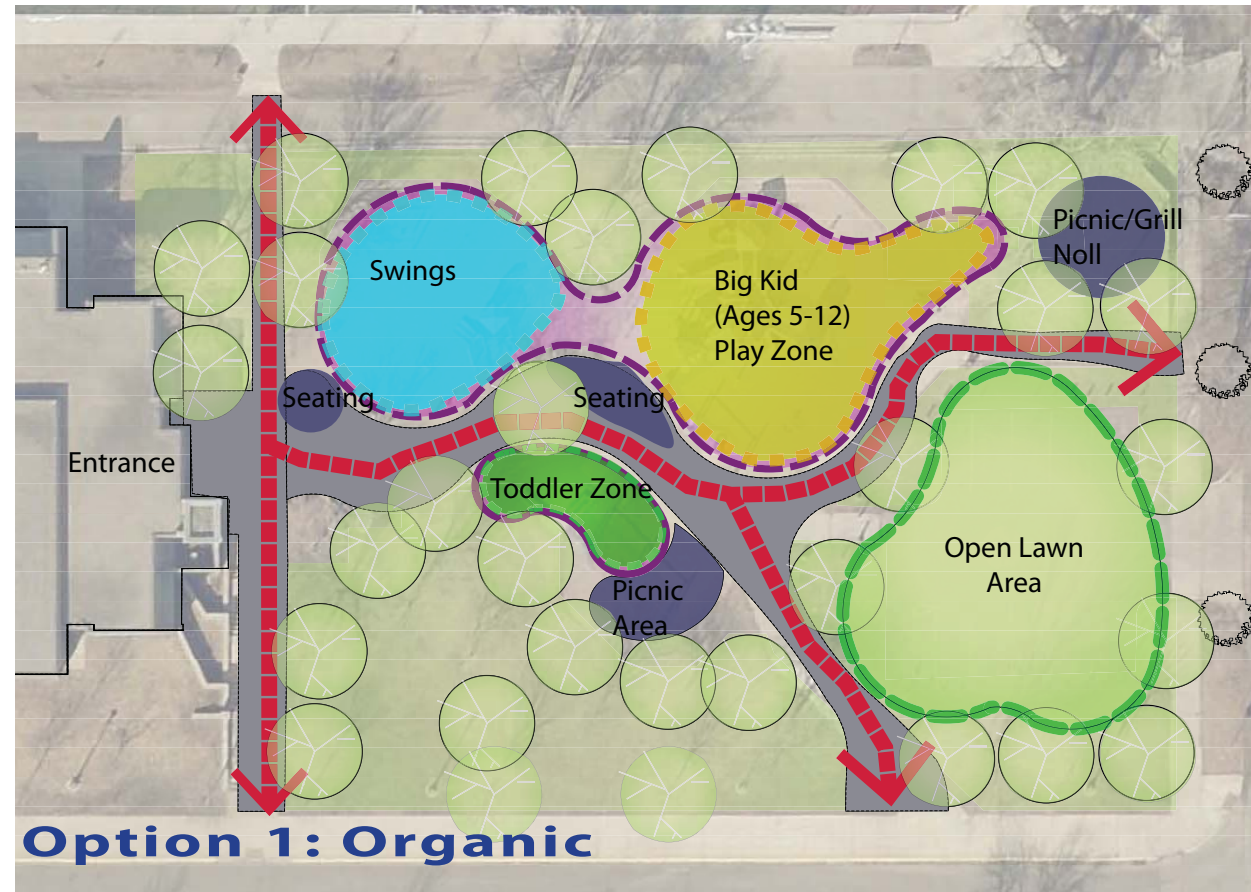 Swings
Big Kid
(Ages 5-12)
Play Zone
Picnic/Grill
Noll
Seating
Seating
Entrance
Toddler Zone
Open Lawn
Area
Picnic
Area
Option 1: Organic